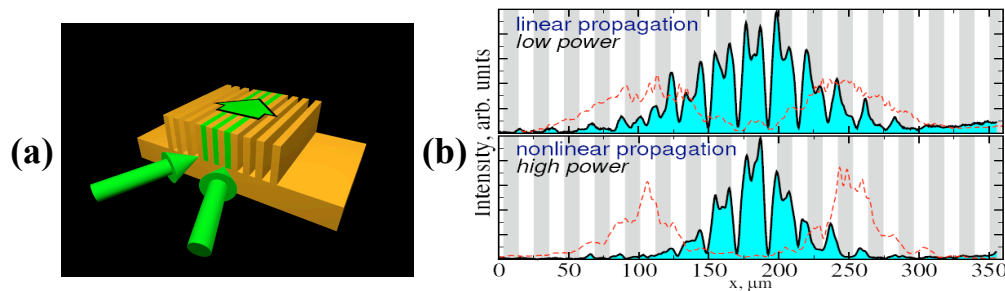 (a)
(b)
Intensity, arb. units
linear propagation
low power
nonlinear propagation
high power
0 50 100 150 200 250 300 350
x, μm